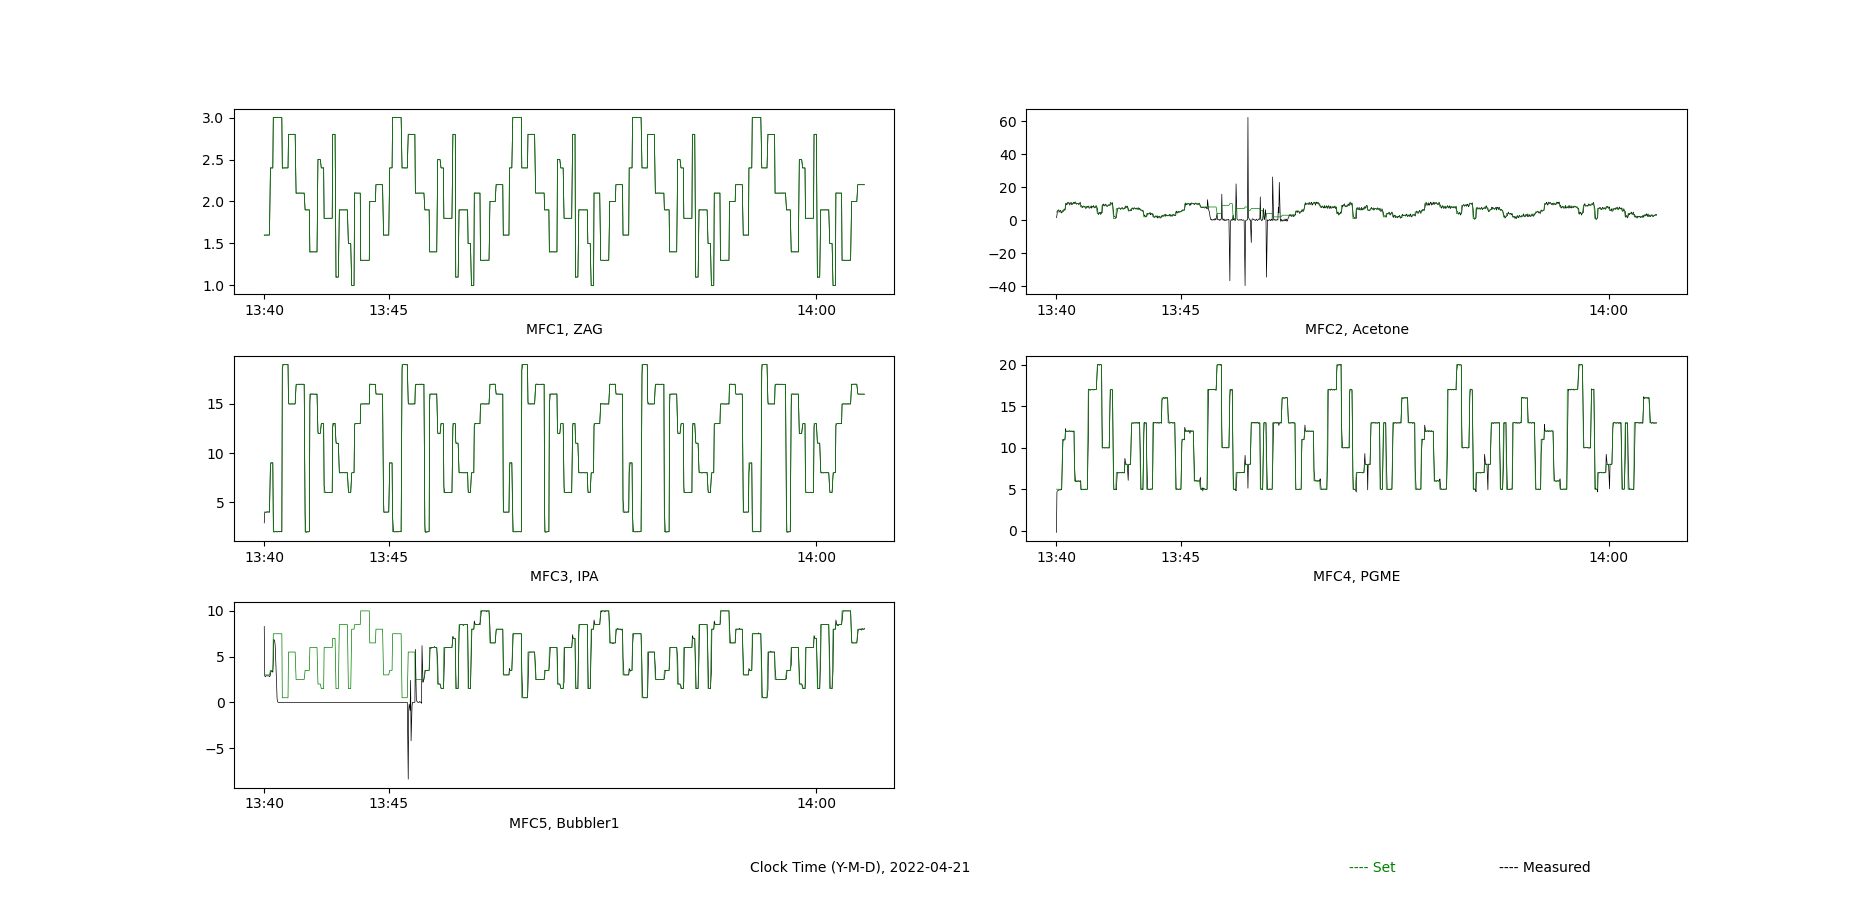 3.0
2.5
2.0
1.5
1.0
13:40 13:45 14:00
MFC1, ZAG
60
40
20
0
−20
−40
13:40 13:45 14:00
MFC2, Acetone
15
10
5
13:40 13:45 14:00
MFC3, IPA
20
15
10
5
0
13:40 13:45 14:00
MFC4, PGME
10
5
0
−5
13:40 13:45 14:00
MFC5, Bubbler1
Clock Time (Y-M-D), 2022-04-21 ---- Set ---- Measured